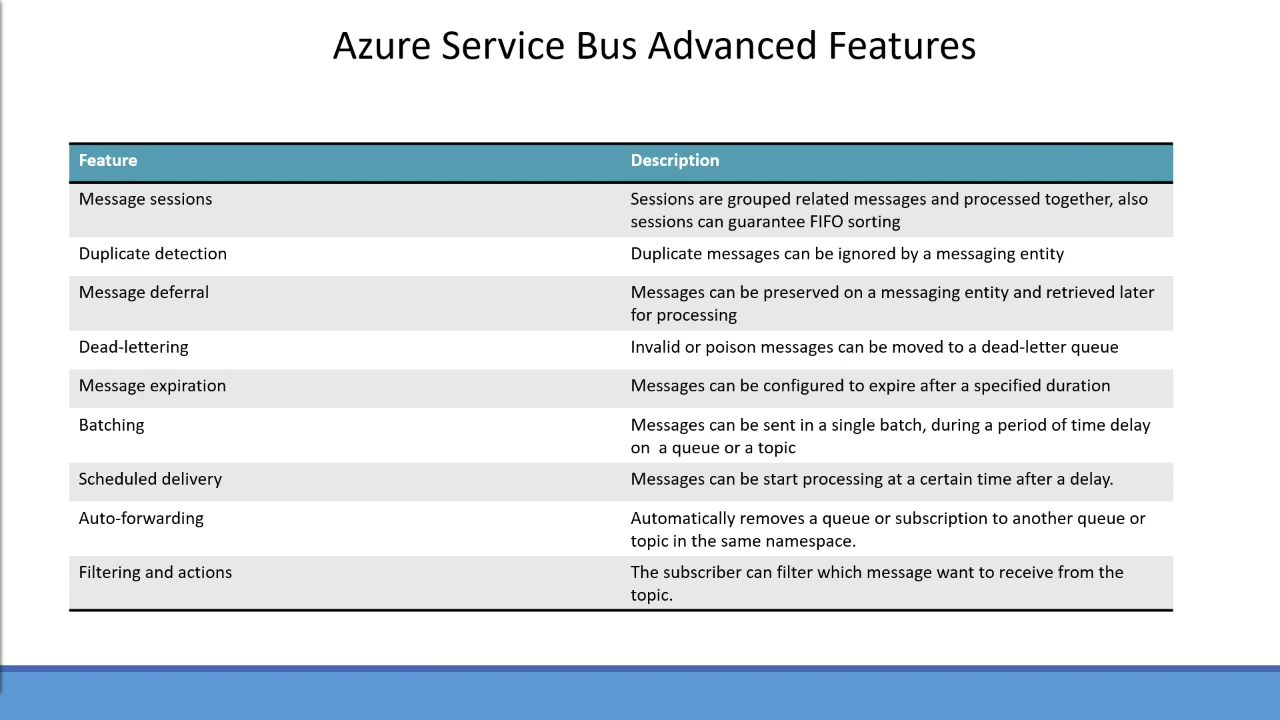 Azure Service Bus Advanced Features
Feature
Description
Message sessions
Sessions are grouped related messages and processed together, also
sessions can guarantee FIFO sorting
Duplicate detection
Duplicate messages can be ignored by a messaging entity
Message deferral
Messages can be preserved on a messaging entity and retrieved later
for processing
Dead-lettering
Invalid or poison messages can be moved to a dead-letter queue
Message expiration
Messages can be configured to expire after a specified duration
Batching
Messages can be sent in a single batch, during a period of time delay
on  a queue or a topic
Scheduled delivery
Messages can be start processing at a certain time after a delay.
Auto-forwarding
Automatically removes a queue or subscription to another queue or
topic in the same namespace.
Filtering and actions
The subscriber can filter which message want to receive from the
topic.